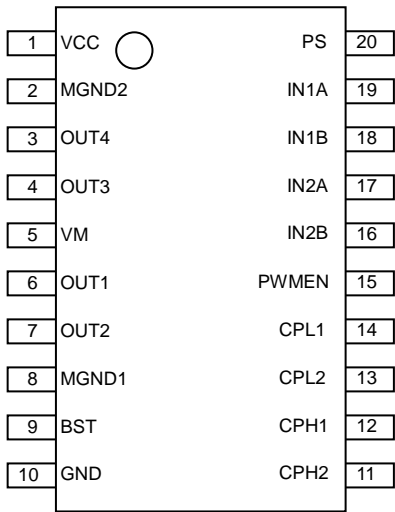 1 VCC PS 20
2 MGND2 IN1A 19
3 OUT4 IN1B 18
4 OUT3 IN2A 17
5 VM IN2B 16
6 OUT1 PWMEN 15
7 OUT2 CPL1 14
8 MGND1 CPL2 13
9 BST CPH1 12
10 GND CPH2 11